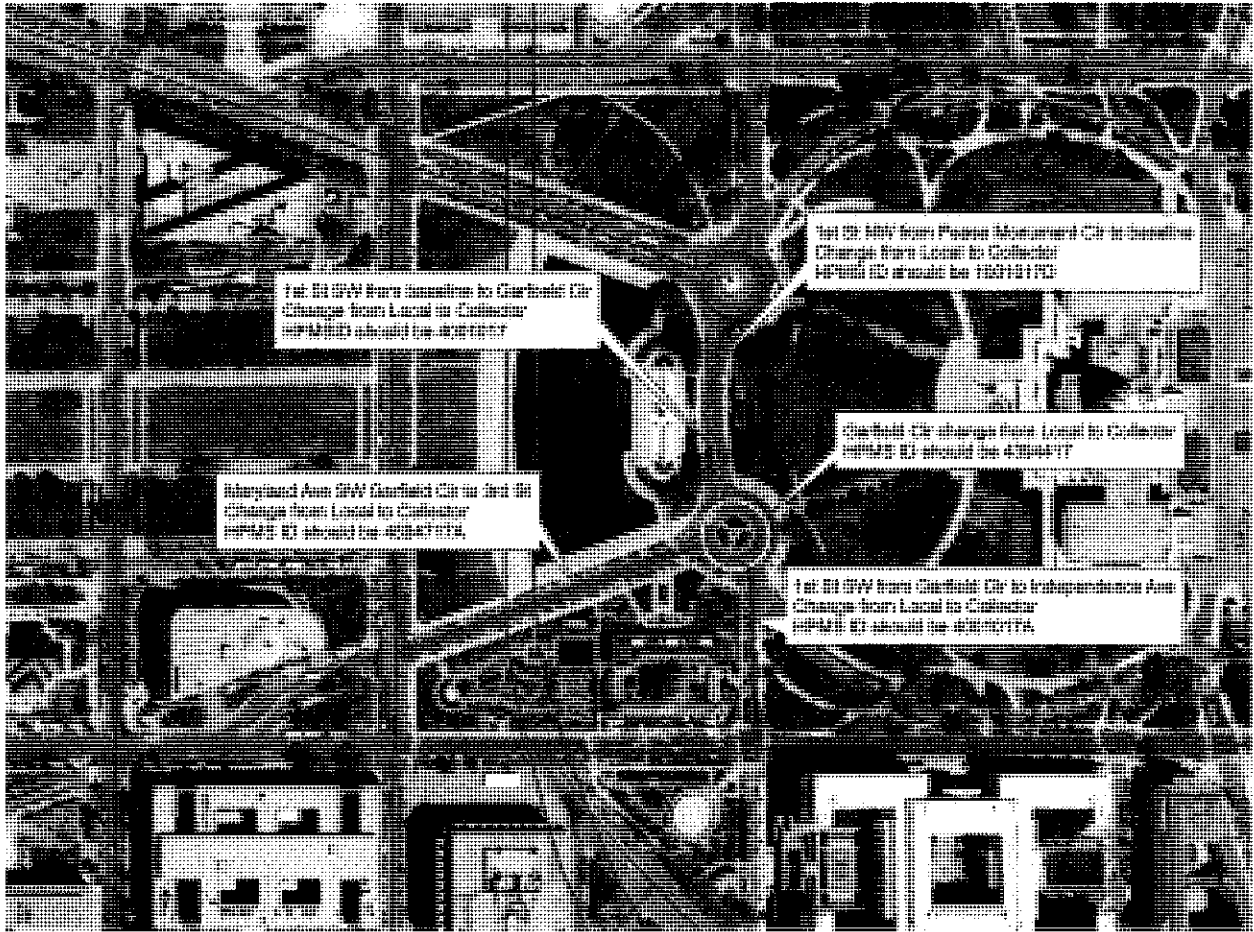 1st St NW from Peace Monument Cir to baseline
Change from Local to Collector
HPMS ID should be
1st St SW from baseline to Garfield Cir
Change from Local to Collector
HPMSID should be
Garfield Cir change from Local to Collector
HPMS ID should be
Maryland Ave SW Garfield Cir to 3rd St
Change from Local to Collector
HPMS ID should be
1st St SW from Garfield Cir to Independence Ave
Change from Local to Collector
HPMS ID should be